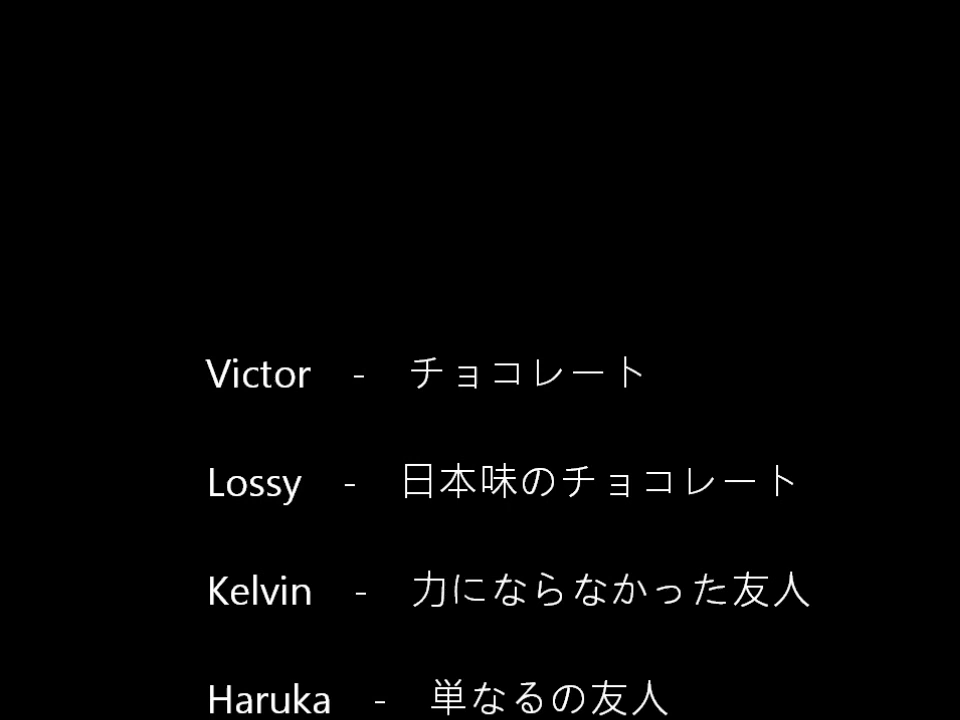 Victor - チョコレート
Lossy - 日本味のチョコレート
Kelvin - 力にならなかった友人
Haruka - 単なるの友人